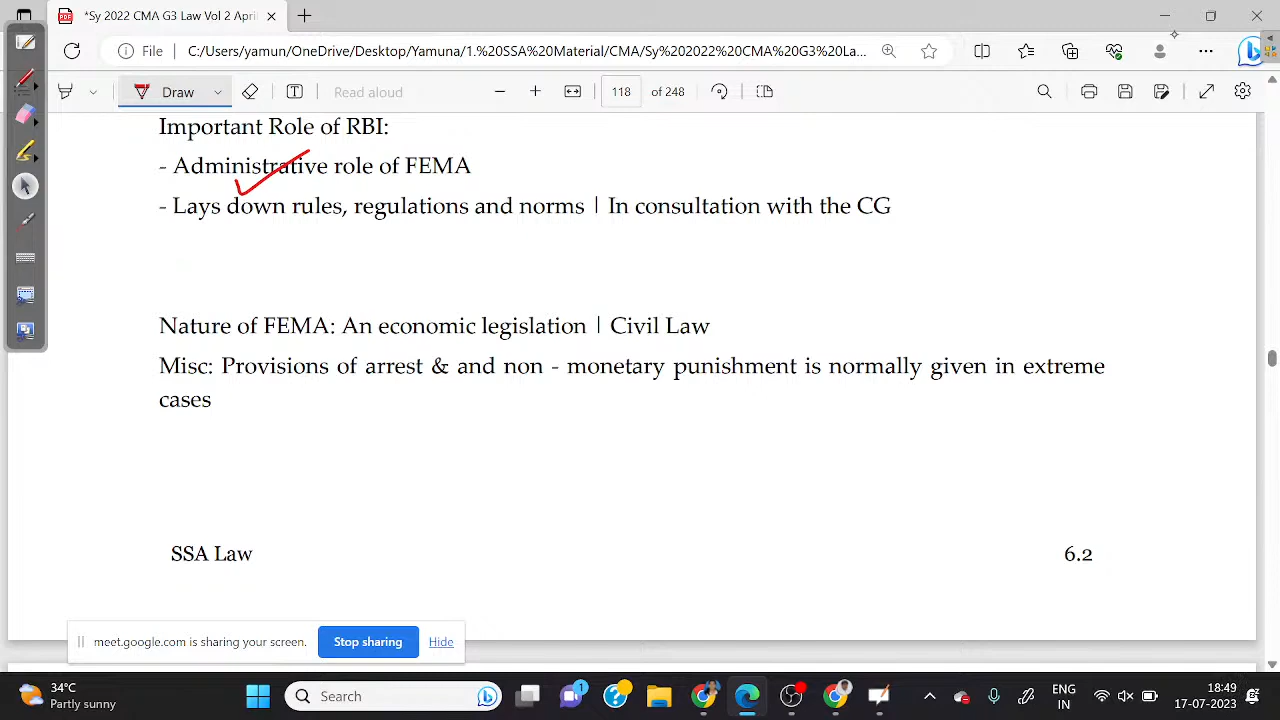 *Sy 2022 CMA G3 Law Vol 2 April
File
C:/Users/yamun/OneDrive/Desktop/Yamuna/1.%20SSA%20Material/CMA/Sy%202022%20CMA%20G3%20La...
Draw
Read aloud
118 of 248
Important Role of RBI:
- Administrative role of FEMA
- Lays down rules, regulations and norms | In consultation with the CG
Nature of FEMA: An economic legislation | Civil Law
Misc: Provisions of arrest & and non - monetary punishment is normally given in extreme
cases
SSA Law 6.2
meet.google.com is sharing your screen. Stop sharing Hide
34°C
Partly sunny
Search
1
ENG
IN
18:49
17-07-2023